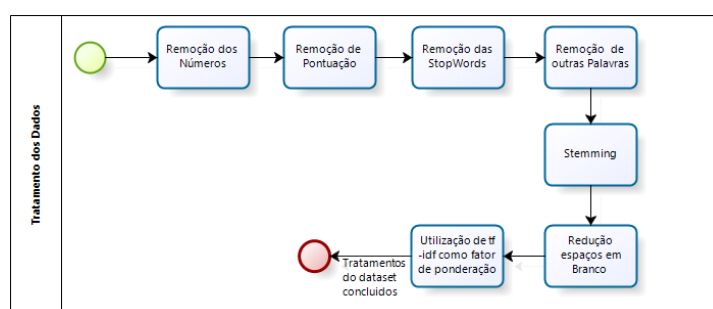 Tratamento dos Dados
Remoção dos
Números
Remoção de
Pontuação
Remoção das
StopWords
Remoção de
outras Palavras
Stemming
Redução
espaços em
Branco
Utilização de tf
-idf como fator
de ponderação
Tratamentos
do dataset
concluidos